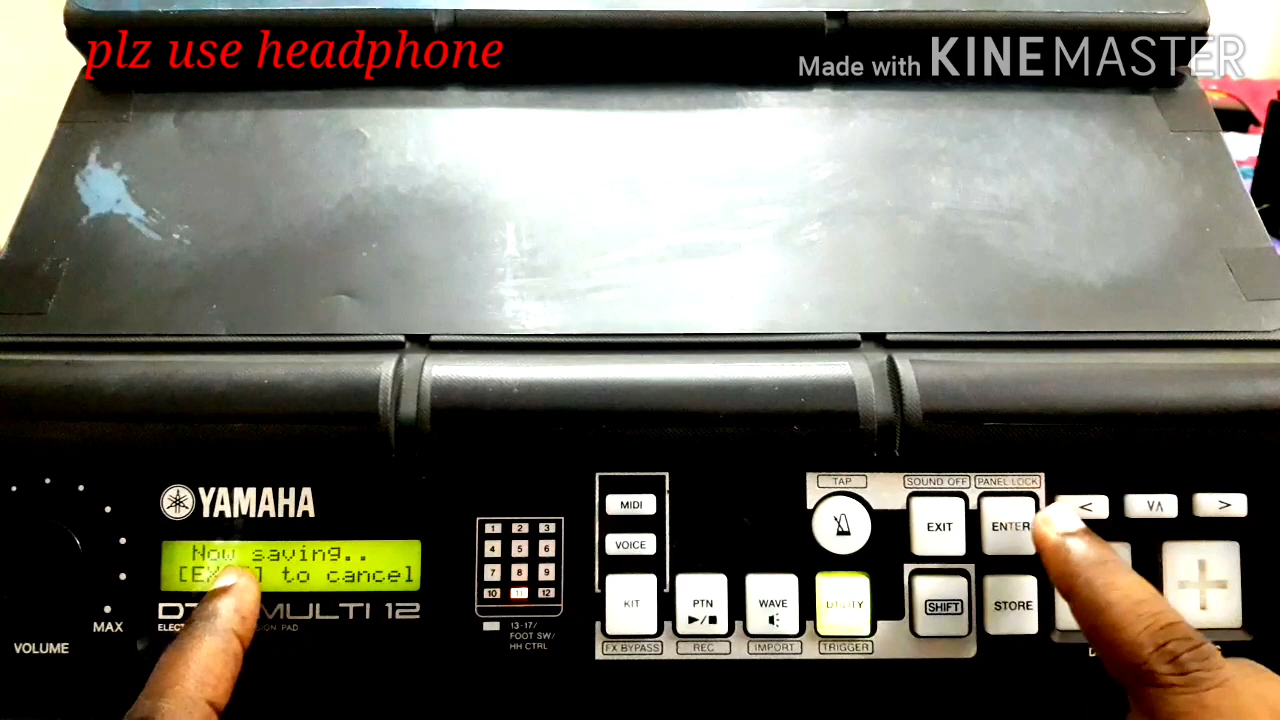 plz use headphone
Made with KINEMASTER
YAMAHA
Now saving..
to cancel
MULTI 12
MAX
VOLUME
1 2 3
4 5 6
7 8 9
10 11 12
13-17/
FOOT SW/
HH CTRL
MIDI
VOICE
KIT
PTN
WAVE
UTILITY
FX BYPASS
REC
IMPORT
TRIGGER
TAP
SOUND OFF
PANEL LOCK
EXIT
ENTER
SHIFT
STORE
< VΛ >
+